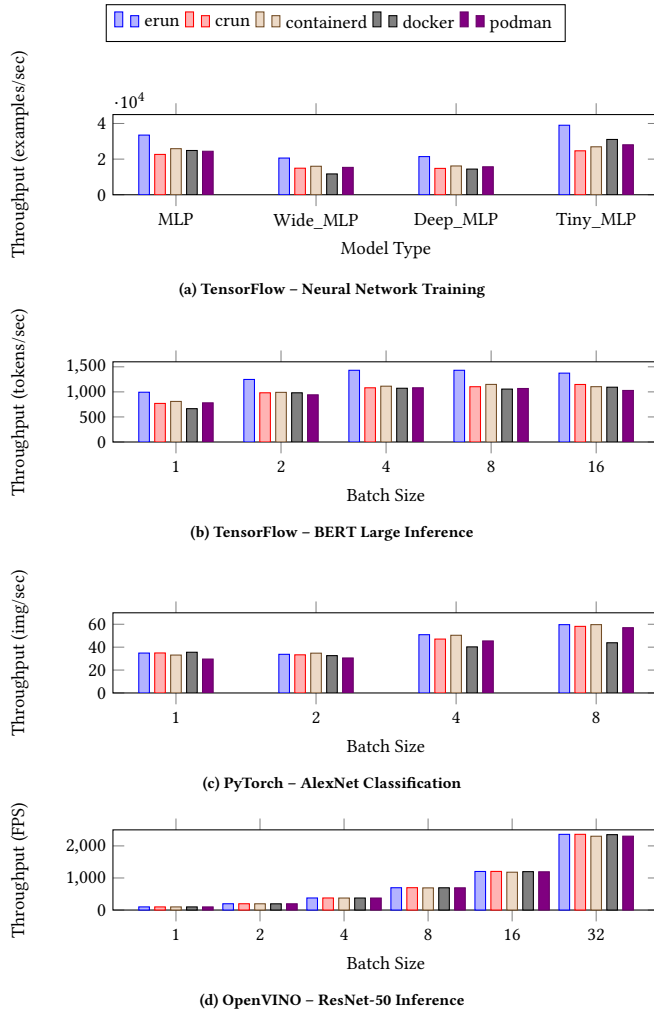 erun crun containerd docker podman
Throughput (examples/sec)
·10⁴
4
2
0
MLP Wide_MLP Deep_MLP Tiny_MLP
Model Type
(a) TensorFlow – Neural Network Training
Throughput (tokens/sec)
1,500
1,000
500
0
1 2 4 8 16
Batch Size
(b) TensorFlow – BERT Large Inference
Throughput (img/sec)
60
40
20
0
1 2 4 8
Batch Size
(c) PyTorch – AlexNet Classification
Throughput (FPS)
2,000
1,000
0
1 2 4 8 16 32
Batch Size
(d) OpenVINO – ResNet-50 Inference